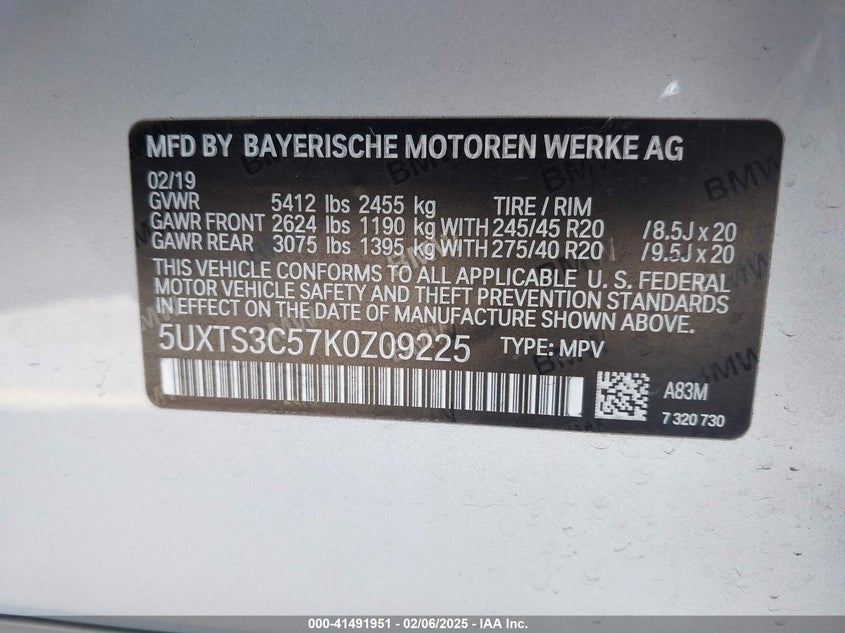 MFD BY BAYERISCHE MOTOREN WERKE AG
02/19
GVWR 5412 lbs 2455 kg TIRE / RIM
GAWR FRONT 2624 lbs 1190 kg WITH 245/45 R20 /8.5J x 20
GAWR REAR 3075 lbs 1395 kg WITH 275/40 R20 /9.5J x 20
THIS VEHICLE CONFORMS TO ALL APPLICABLE U. S. FEDERAL
MOTOR VEHICLE SAFETY AND THEFT PREVENTION STANDARDS
IN EFFECT ON THE DATE OF MANUFACTURE SHOWN ABOVE.
5UXTS3C57K0Z09225 TYPE: MPV
A83M
7 320 730
000-41491951 | 02/06/2025 - IAA Inc.